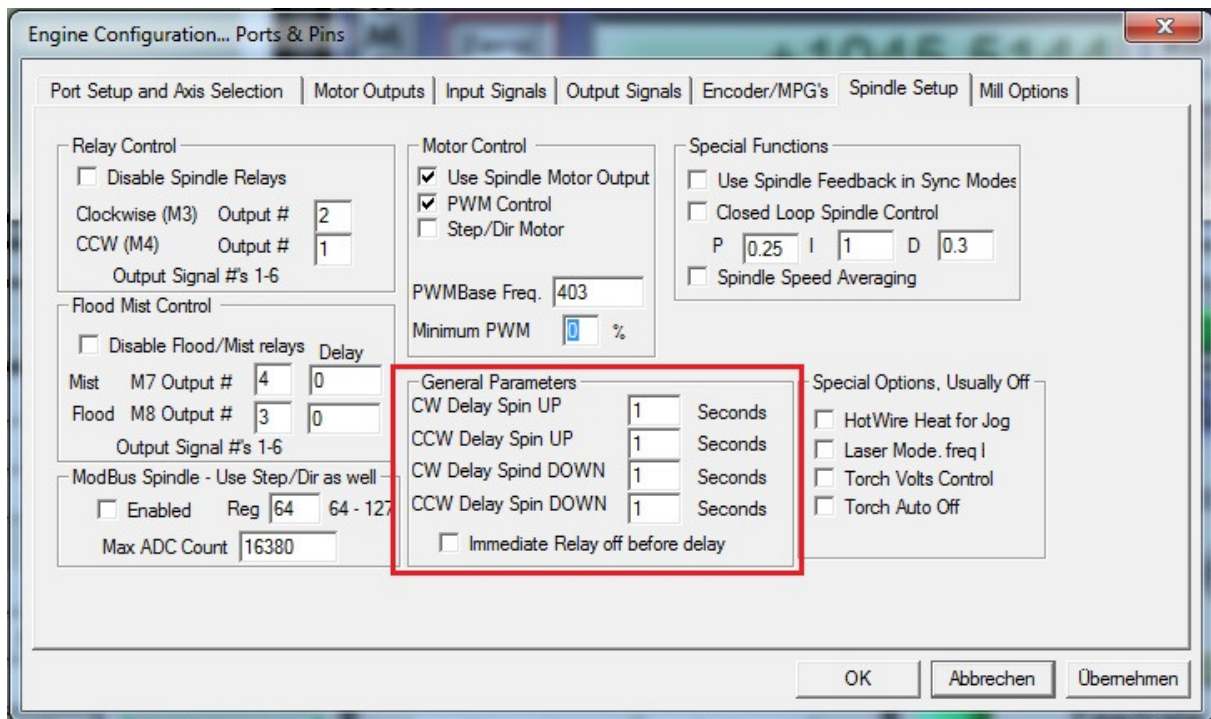 Engine Configuration... Ports & Pins
Port Setup and Axis Selection
Motor Outputs
Input Signals
Output Signals
Encoder/MPG's
Spindle Setup
Mill Options
Relay Control
Disable Spindle Relays
Clockwise (M3) Output # 2
CCW (M4) Output # 1
Output Signal #'s 1-6
Flood Mist Control
Disable Flood/Mist relays Delay
Mist M7 Output # 4 0
Flood M8 Output # 3 0
Output Signal #'s 1-6
ModBus Spindle - Use Step/Dir as well
Enabled Reg 64 64 - 127
Max ADC Count 16380
Motor Control
Use Spindle Motor Output
PWM Control
Step/Dir Motor
PWMBase Freq. 403
Minimum PWM 0 %
General Parameters
CW Delay Spin UP 1 Seconds
CCW Delay Spin UP 1 Seconds
CW Delay Spind DOWN 1 Seconds
CCW Delay Spin DOWN 1 Seconds
Immediate Relay off before delay
Special Functions
Use Spindle Feedback in Sync Modes
Closed Loop Spindle Control
P 0.25 I 1 D 0.3
Spindle Speed Averaging
Special Options, Usually Off
HotWire Heat for Jog
Laser Mode. freq l
Torch Volts Control
Torch Auto Off
OK
Abbrechen
Übernehmen